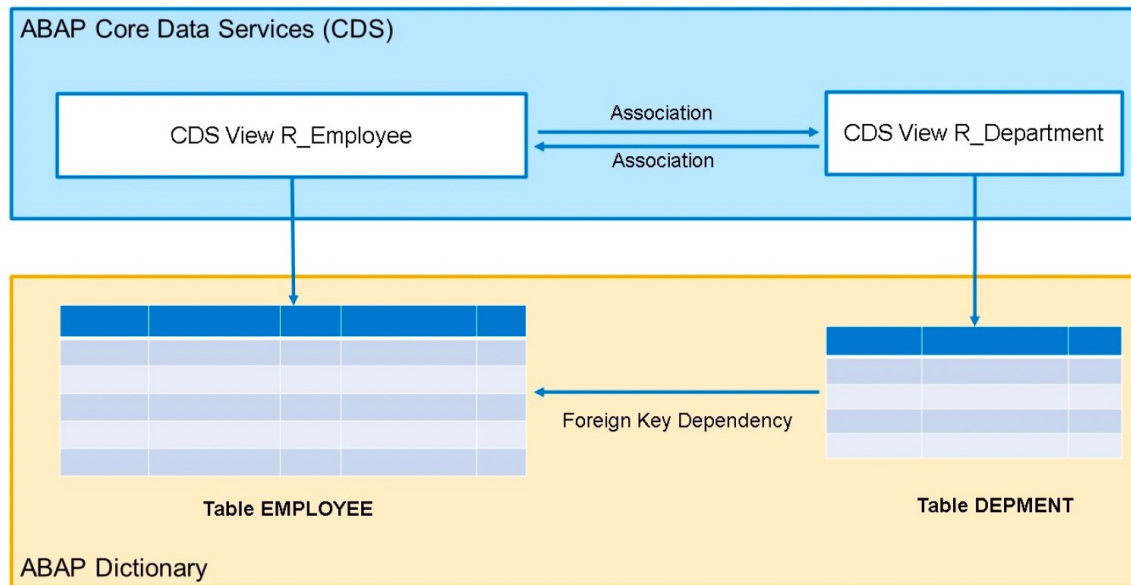 ABAP Core Data Services (CDS)
CDS View R_Employee
Association
Association
CDS View R_Department
Foreign Key Dependency
Table EMPLOYEE
Table DEPMENT
ABAP Dictionary